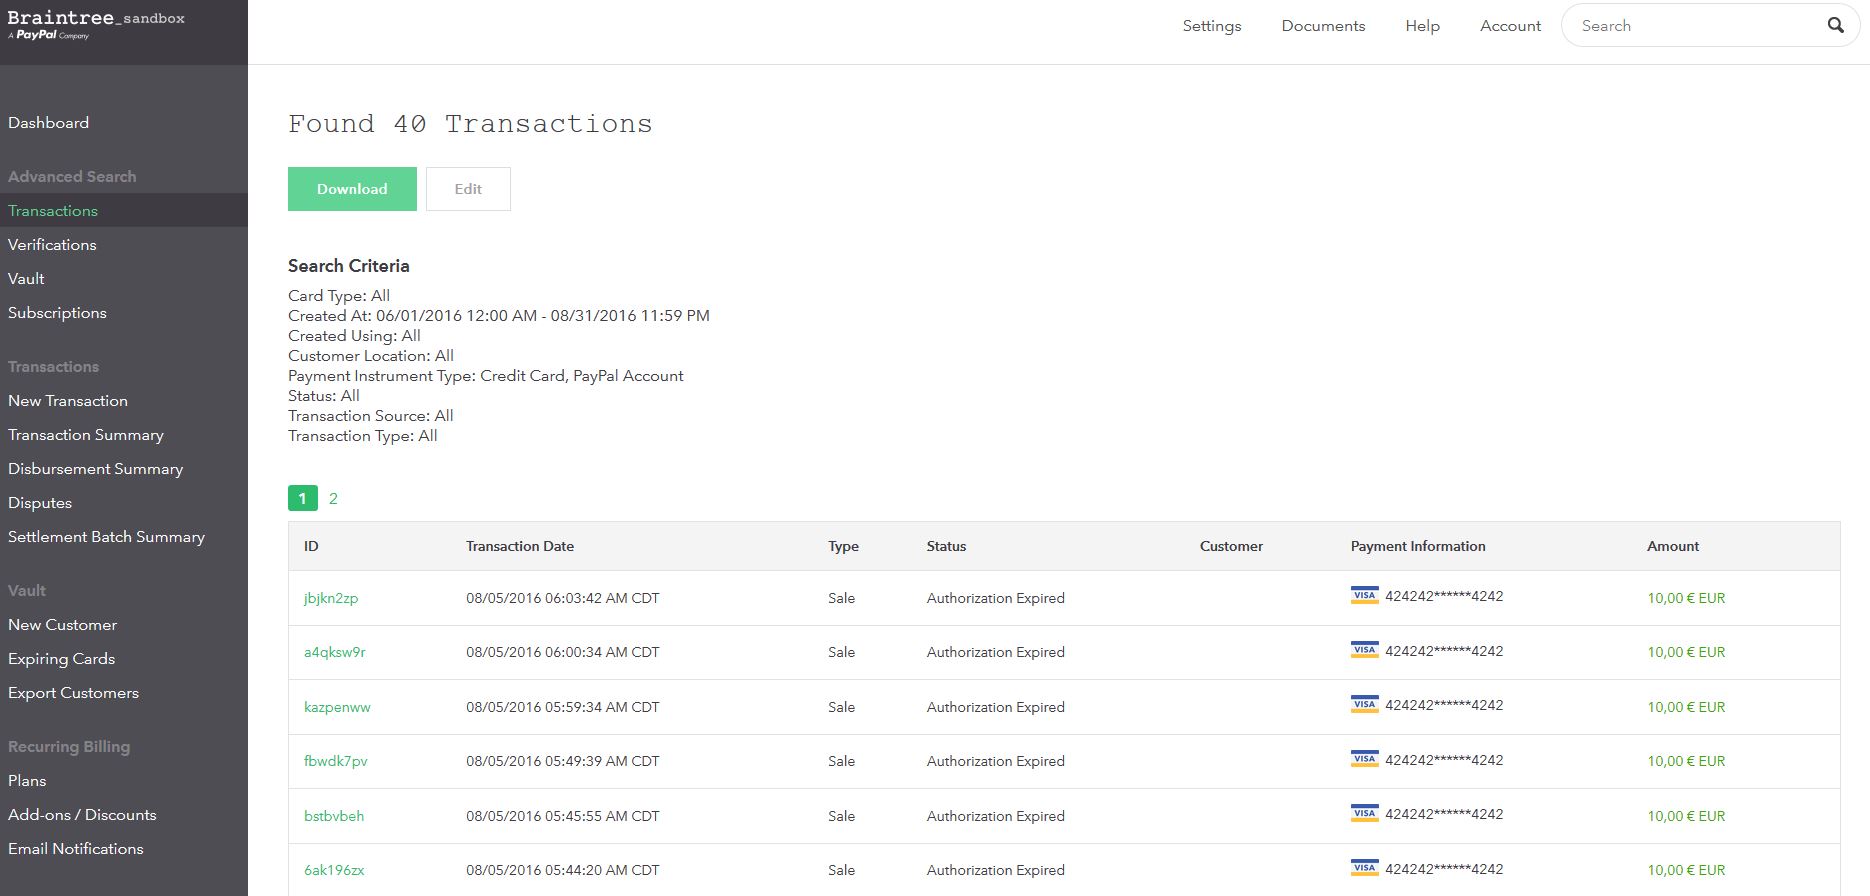 Braintree_sandbox
A PayPal Company
Settings
Documents
Help
Account
Search
Dashboard
Advanced Search
Transactions
Verifications
Vault
Subscriptions
Transactions
New Transaction
Transaction Summary
Disbursement Summary
Disputes
Settlement Batch Summary
Vault
New Customer
Expiring Cards
Export Customers
Recurring Billing
Plans
Add-ons / Discounts
Email Notifications
Found 40 Transactions
Download
Edit
Search Criteria
Card Type: All
Created At: 06/01/2016 12:00 AM - 08/31/2016 11:59 PM
Created Using: All
Customer Location: All
Payment Instrument Type: Credit Card, PayPal Account
Status: All
Transaction Source: All
Transaction Type: All
1 2
ID Transaction Date Type Status Customer Payment Information Amount
jbjkn2zp 08/05/2016 06:03:42 AM CDT Sale Authorization Expired VISA 424242******4242 10,00 € EUR
a4qksw9r 08/05/2016 06:00:34 AM CDT Sale Authorization Expired VISA 424242******4242 10,00 € EUR
kazpenww 08/05/2016 05:59:34 AM CDT Sale Authorization Expired VISA 424242******4242 10,00 € EUR
fbwdk7pv 08/05/2016 05:49:39 AM CDT Sale Authorization Expired VISA 424242******4242 10,00 € EUR
bstbvbeh 08/05/2016 05:45:55 AM CDT Sale Authorization Expired VISA 424242******4242 10,00 € EUR
6ak196zx 08/05/2016 05:44:20 AM CDT Sale Authorization Expired VISA 424242******4242 10,00 € EUR